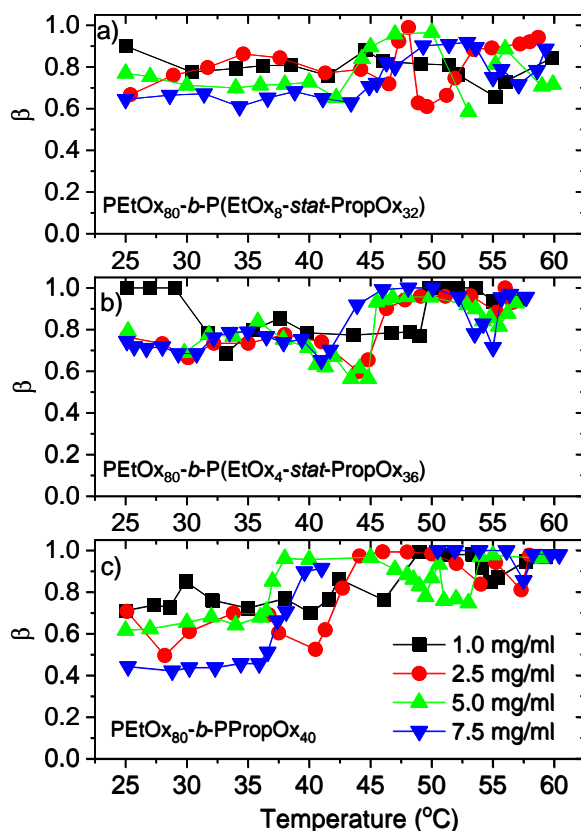 1.0
a)
0.8
0.6
β
0.4
0.2
PEtOx₈₀-b-P(EtOx₈-stat-PropOx₃₂)
0.0
25 30 35 40 45 50 55 60
1.0
b)
0.8
0.6
β
0.4
0.2
PEtOx₈₀-b-P(EtOx₄-stat-PropOx₃₆)
0.0
25 30 35 40 45 50 55 60
1.0
c)
0.8
0.6
β
0.4
1.0 mg/ml
2.5 mg/ml
5.0 mg/ml
0.2
PEtOx₈₀-b-PPropOx₄₀
7.5 mg/ml
0.0
25 30 35 40 45 50 55 60
Temperature (°C)